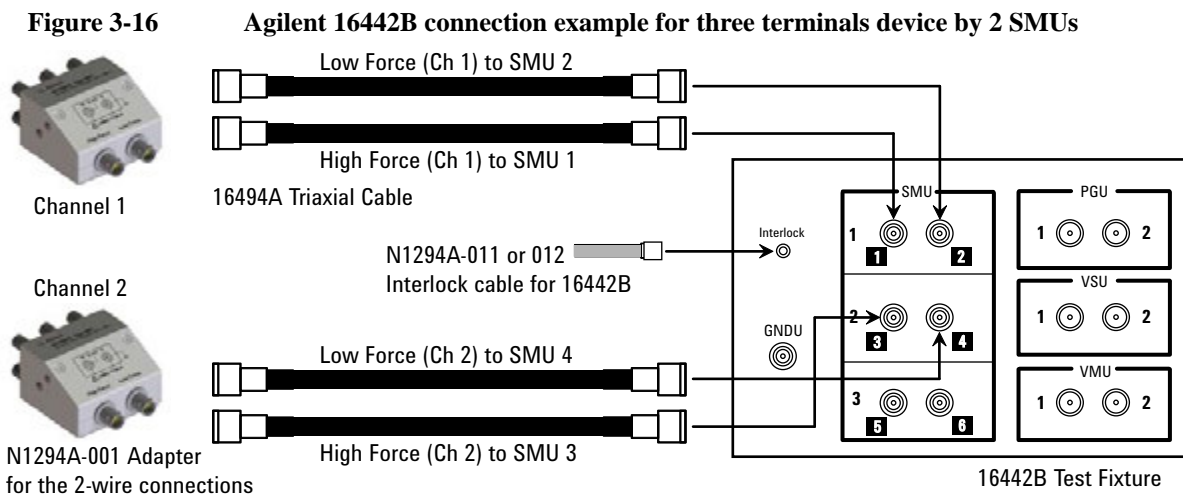 Figure 3-16 Agilent 16442B connection example for three terminals device by 2 SMUs
Low Force (Ch 1) to SMU 2
High Force (Ch 1) to SMU 1
Channel 1
16494A Triaxial Cable
N1294A-011 or 012
Interlock cable for 16442B
Channel 2
Low Force (Ch 2) to SMU 4
High Force (Ch 2) to SMU 3
N1294A-001 Adapter
for the 2-wire connections
Interlock
GNDU
SMU
1
1 2
2
3 4
3
5 6
PGU
1 2
VSU
1 2
VMU
1 2
16442B Test Fixture